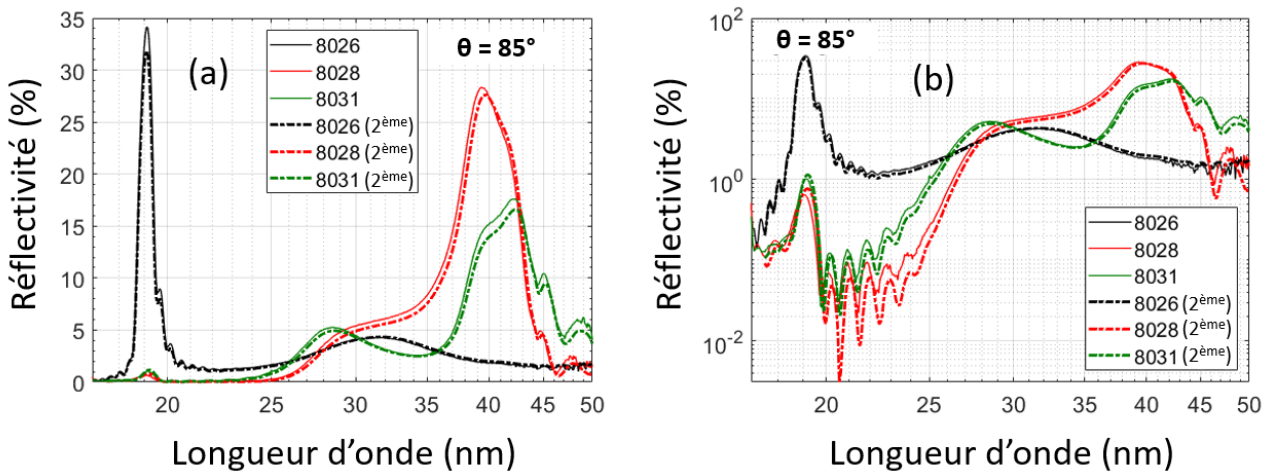 θ = 85°
(a)
8026
8028
8031
8026 (2ème)
8028 (2ème)
8031 (2ème)
35
30
25
20
15
10
5
0
20
25
30
35
40
45
50
Réflectivité (%)
Longueur d’onde (nm)
θ = 85°
(b)
8026
8028
8031
8026 (2ème)
8028 (2ème)
8031 (2ème)
10²
10⁰
10⁻²
20
25
30
35
40
45
50
Réflectivité (%)
Longueur d’onde (nm)